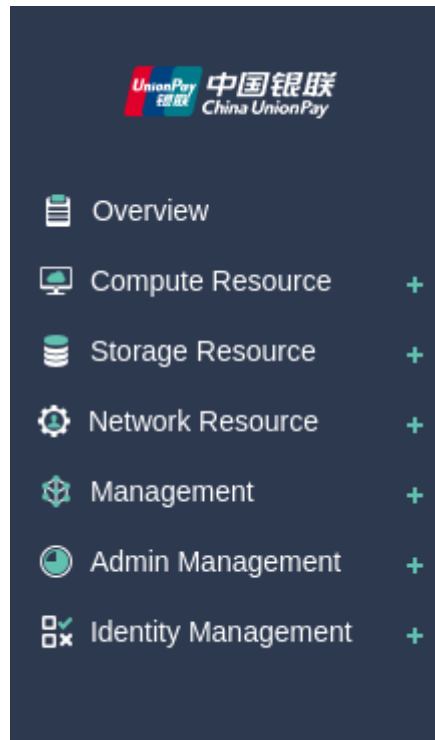 UnionPay
银联
中国银联
China UnionPay
Overview
Compute Resource +
Storage Resource +
Network Resource +
Management +
Admin Management +
Identity Management +